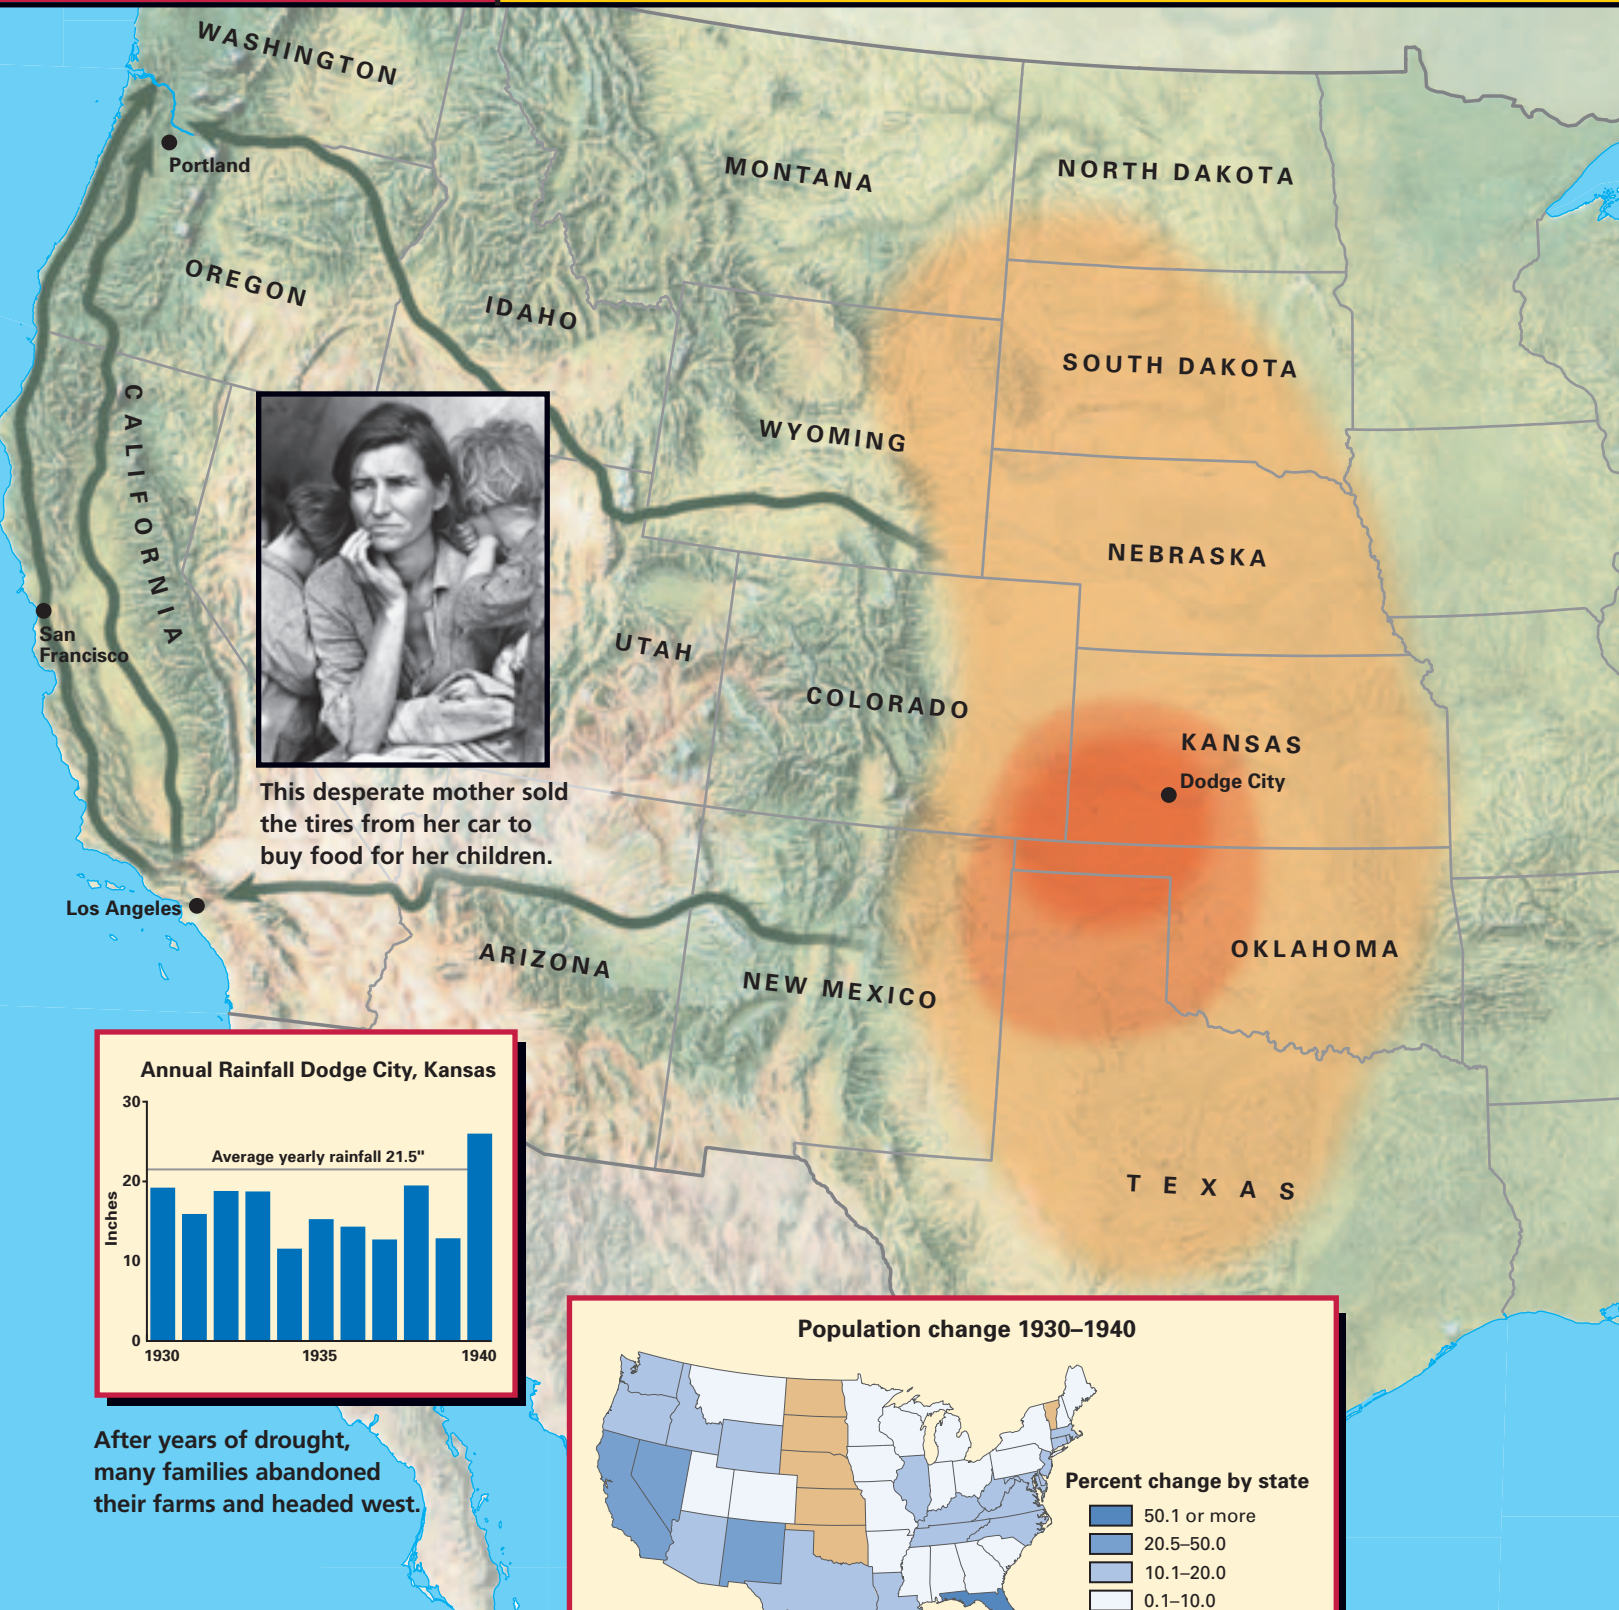 WASHINGTON
Portland
MONTANA
NORTH DAKOTA
OREGON
IDAHO
SOUTH DAKOTA
CALIFORNIA
WYOMING
NEBRASKA
San
Francisco
UTAH
COLORADO
KANSAS
Dodge City
This desperate mother sold
the tires from her car to
buy food for her children.
Los Angeles
ARIZONA
NEW MEXICO
OKLAHOMA
TEXAS
Annual Rainfall Dodge City, Kansas
30
Average yearly rainfall 21.5"
20
Inches
10
0
1930 1935 1940
After years of drought,
many families abandoned
their farms and headed west.
Population change 1930–1940
Percent change by state
50.1 or more
20.5–50.0
10.1–20.0
0.1–10.0